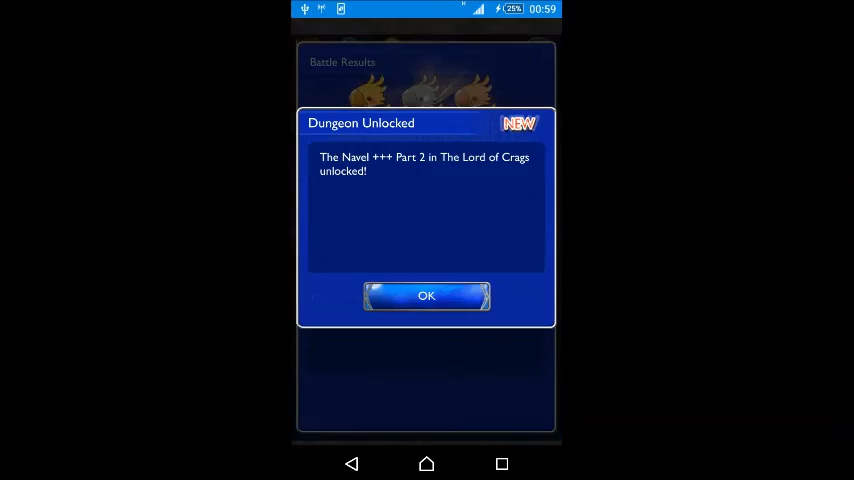 H 25% 00:59
Battle Results
Dungeon Unlocked NEW
The Navel +++ Part 2 in The Lord of Crags
unlocked!
OK